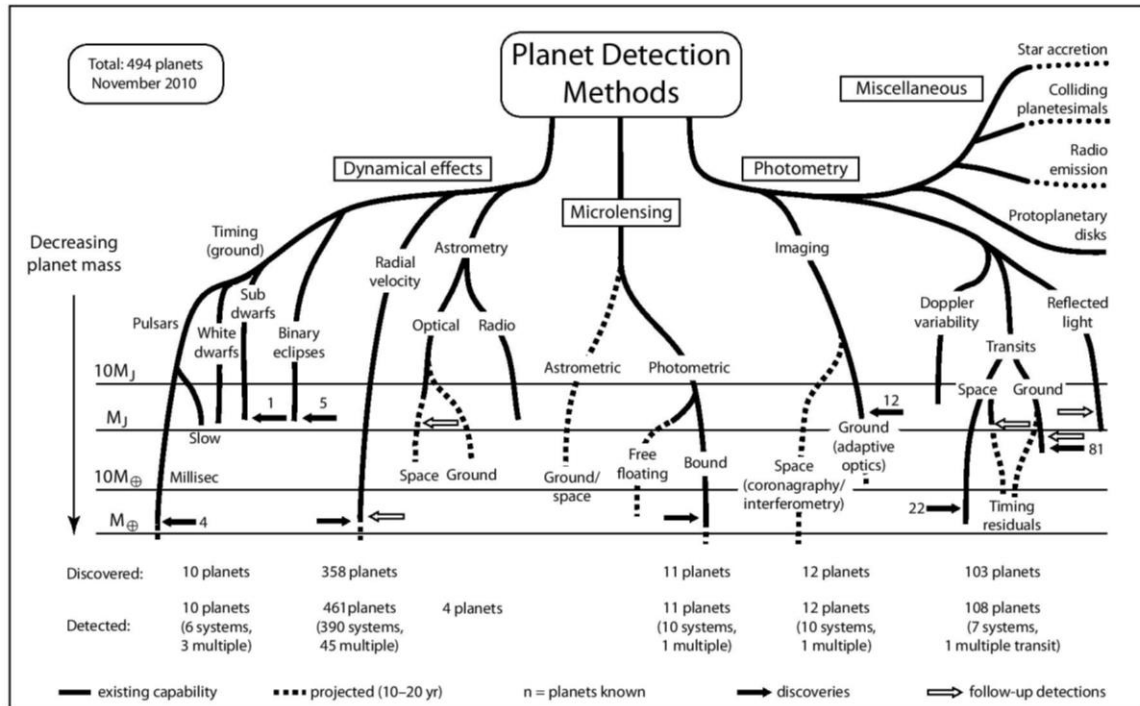 Total: 494 planets
November 2010
Planet Detection
Methods
Miscellaneous
Star accretion
Colliding
planetesimals
Radio
emission
Protoplanetary
disks
Dynamical effects
Photometry
Microlensing
Decreasing
planet mass
Timing
(ground)
Radial
velocity
Astrometry
Imaging
Pulsars
White
dwarfs
Sub
dwarfs
Binary
eclipses
Optical
Radio
Astrometric
Photometric
Doppler
variability
Transits
Reflected
light
10M_J
Space
Ground
1
5
12
M_J
Slow
Ground
(adaptive
optics)
81
Millisec
Space
Ground
Ground/
space
Free
floating
Bound
Space
(coronagraphy/
interferometry)
10M⊕
22
Timing
residuals
M⊕
4
Discovered:
10 planets
358 planets
11 planets
12 planets
103 planets
Detected:
10 planets
(6 systems,
3 multiple)
461planets
(390 systems,
45 multiple)
4 planets
11 planets
(10 systems,
1 multiple)
12 planets
(10 systems,
1 multiple)
108 planets
(7 systems,
1 multiple transit)
existing capability
projected (10–20 yr)
n = planets known
discoveries
follow-up detections